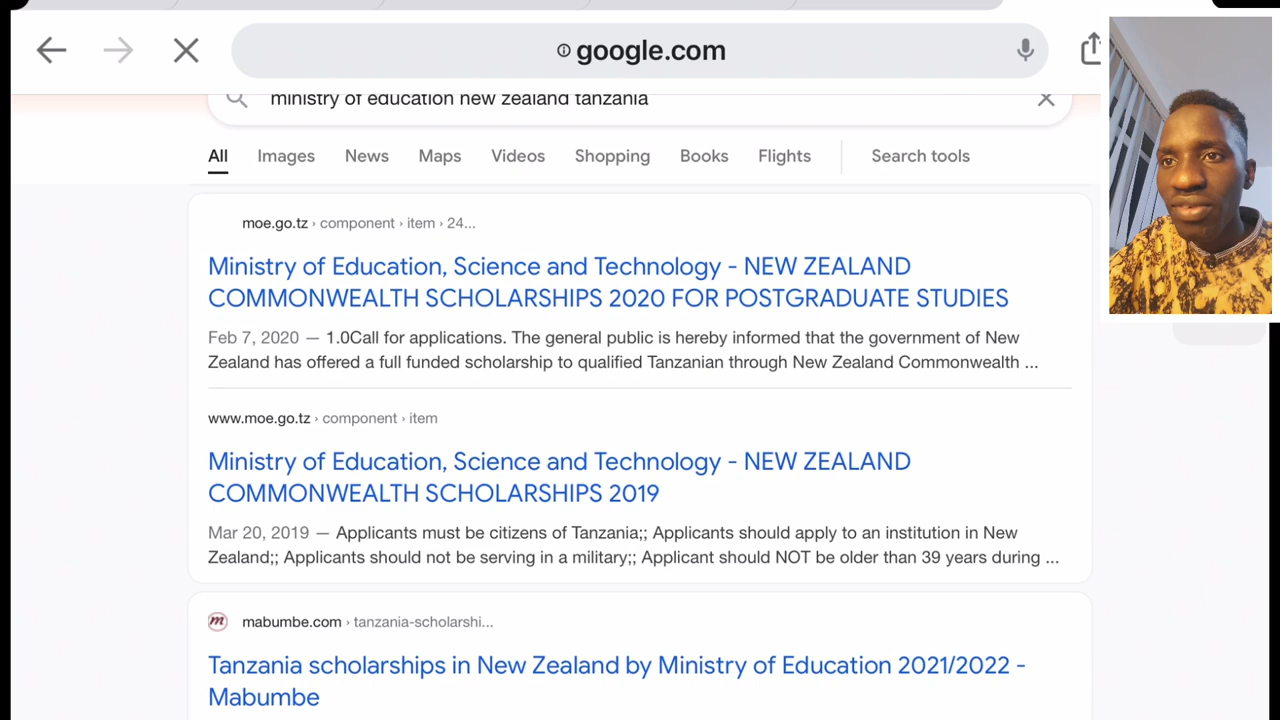 google.com
ministry of education new zealand tanzania
All Images News Maps Videos Shopping Books Flights Search tools
moe.go.tz › component › item › 24...
Ministry of Education, Science and Technology - NEW ZEALAND
COMMONWEALTH SCHOLARSHIPS 2020 FOR POSTGRADUATE STUDIES
Feb 7, 2020 — 1.0Call for applications. The general public is hereby informed that the government of New
Zealand has offered a full funded scholarship to qualified Tanzanian through New Zealand Commonwealth ...
www.moe.go.tz › component › item
Ministry of Education, Science and Technology - NEW ZEALAND
COMMONWEALTH SCHOLARSHIPS 2019
Mar 20, 2019 — Applicants must be citizens of Tanzania;; Applicants should apply to an institution in New
Zealand;; Applicants should not be serving in a military;; Applicant should NOT be older than 39 years during ...
m
mabumbe.com › tanzania-scholarshi...
Tanzania scholarships in New Zealand by Ministry of Education 2021/2022 -
Mabumbe